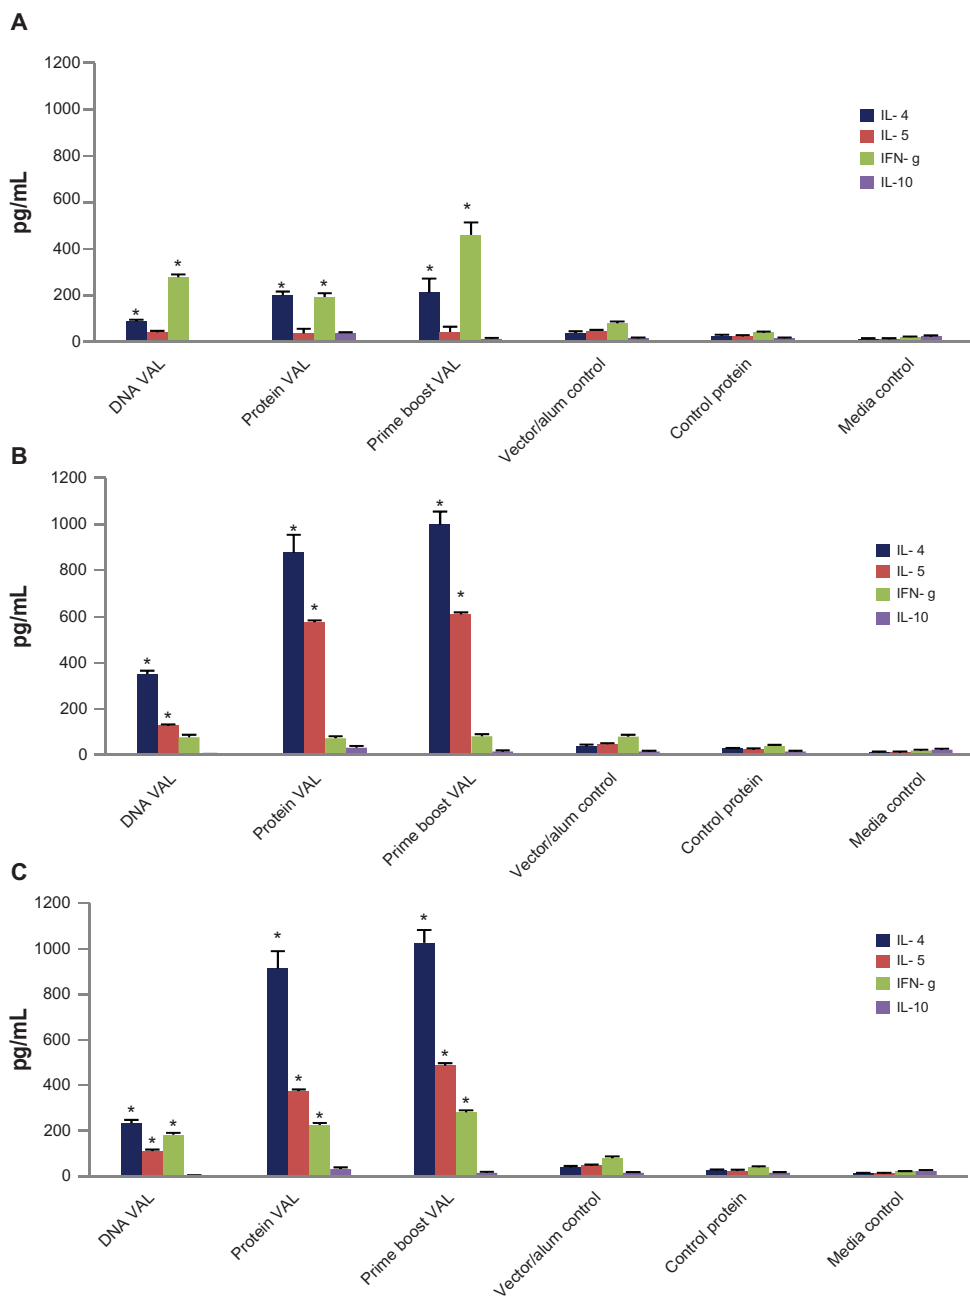 A
1200
1000
800
600
400
200
0
pg/mL
IL- 4
IL- 5
IFN- g
IL-10
* * * * * *
DNA VAL
Protein VAL
Prime boost VAL
Vector/alum control
Control protein
Media control
B
1200
1000
800
600
400
200
0
pg/mL
IL- 4
IL- 5
IFN- g
IL-10
* * * * * *
DNA VAL
Protein VAL
Prime boost VAL
Vector/alum control
Control protein
Media control
C
1200
1000
800
600
400
200
0
pg/mL
IL- 4
IL- 5
IFN- g
IL-10
* * * * * * * * *
DNA VAL
Protein VAL
Prime boost VAL
Vector/alum control
Control protein
Media control